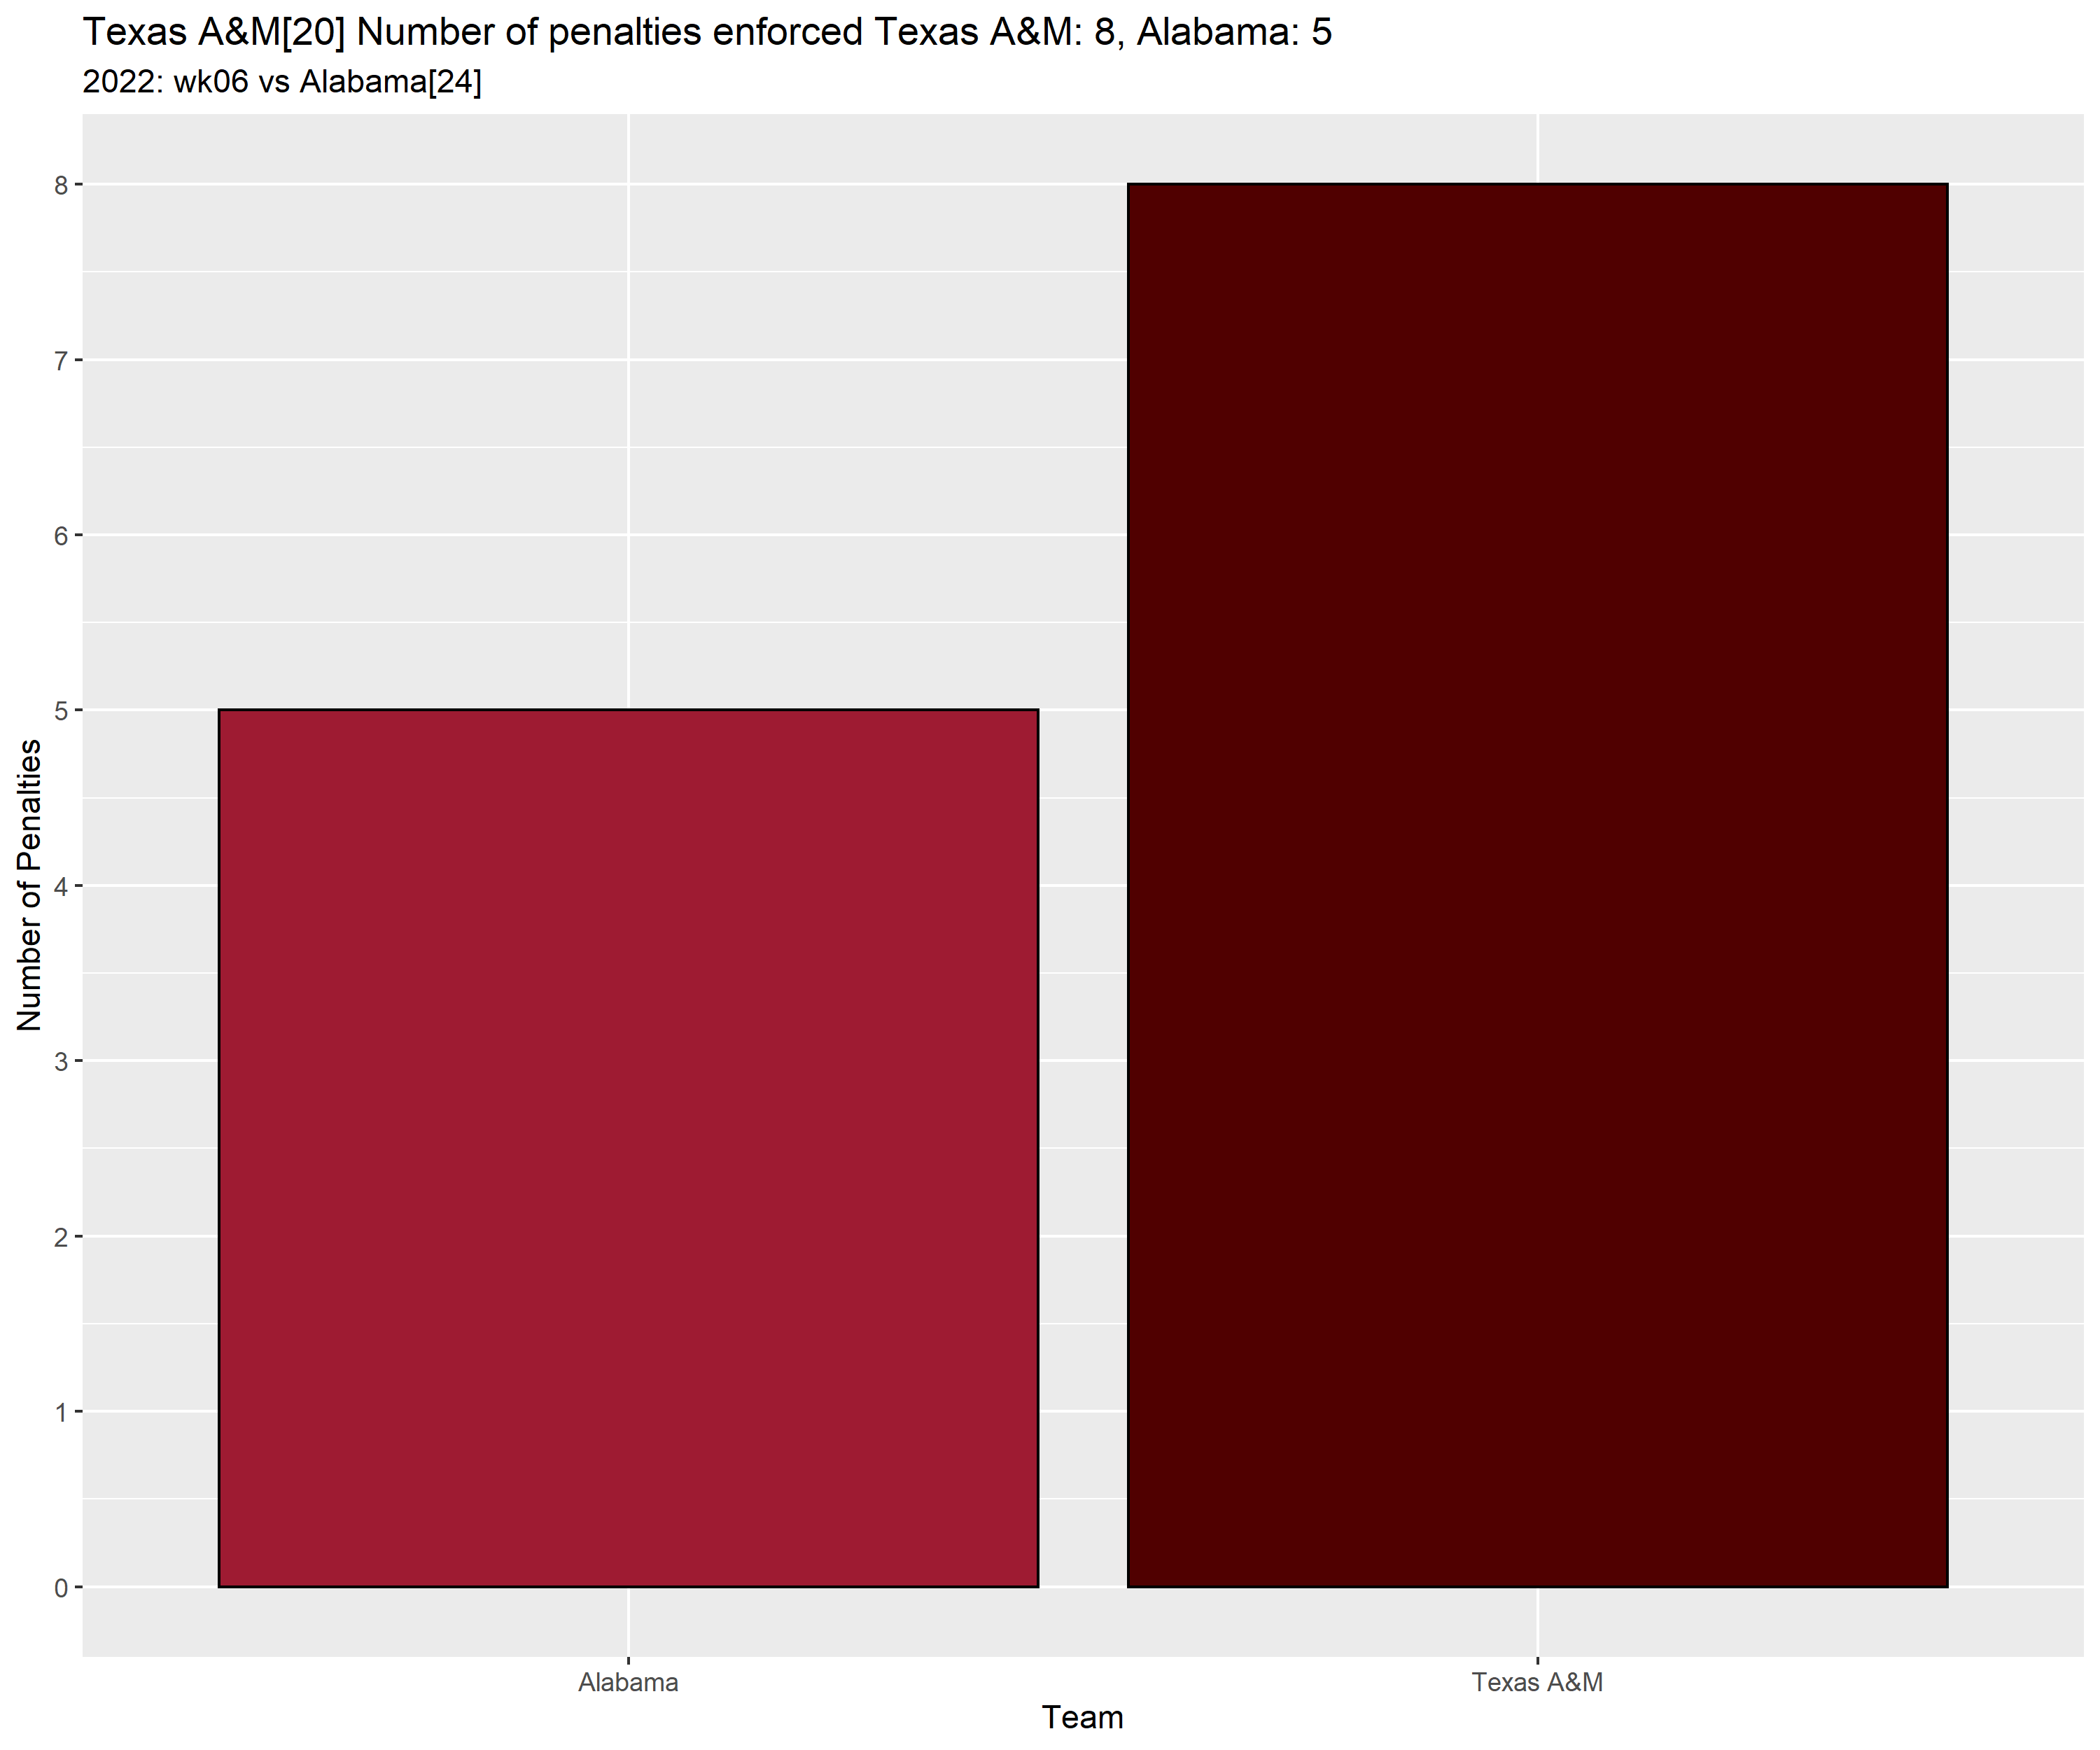 Texas A&M[20] Number of penalties enforced Texas A&M: 8, Alabama: 5
2022: wk06 vs Alabama[24]
8
7
6
5
4
3
2
1
0
Number of Penalties
Alabama
Texas A&M
Team